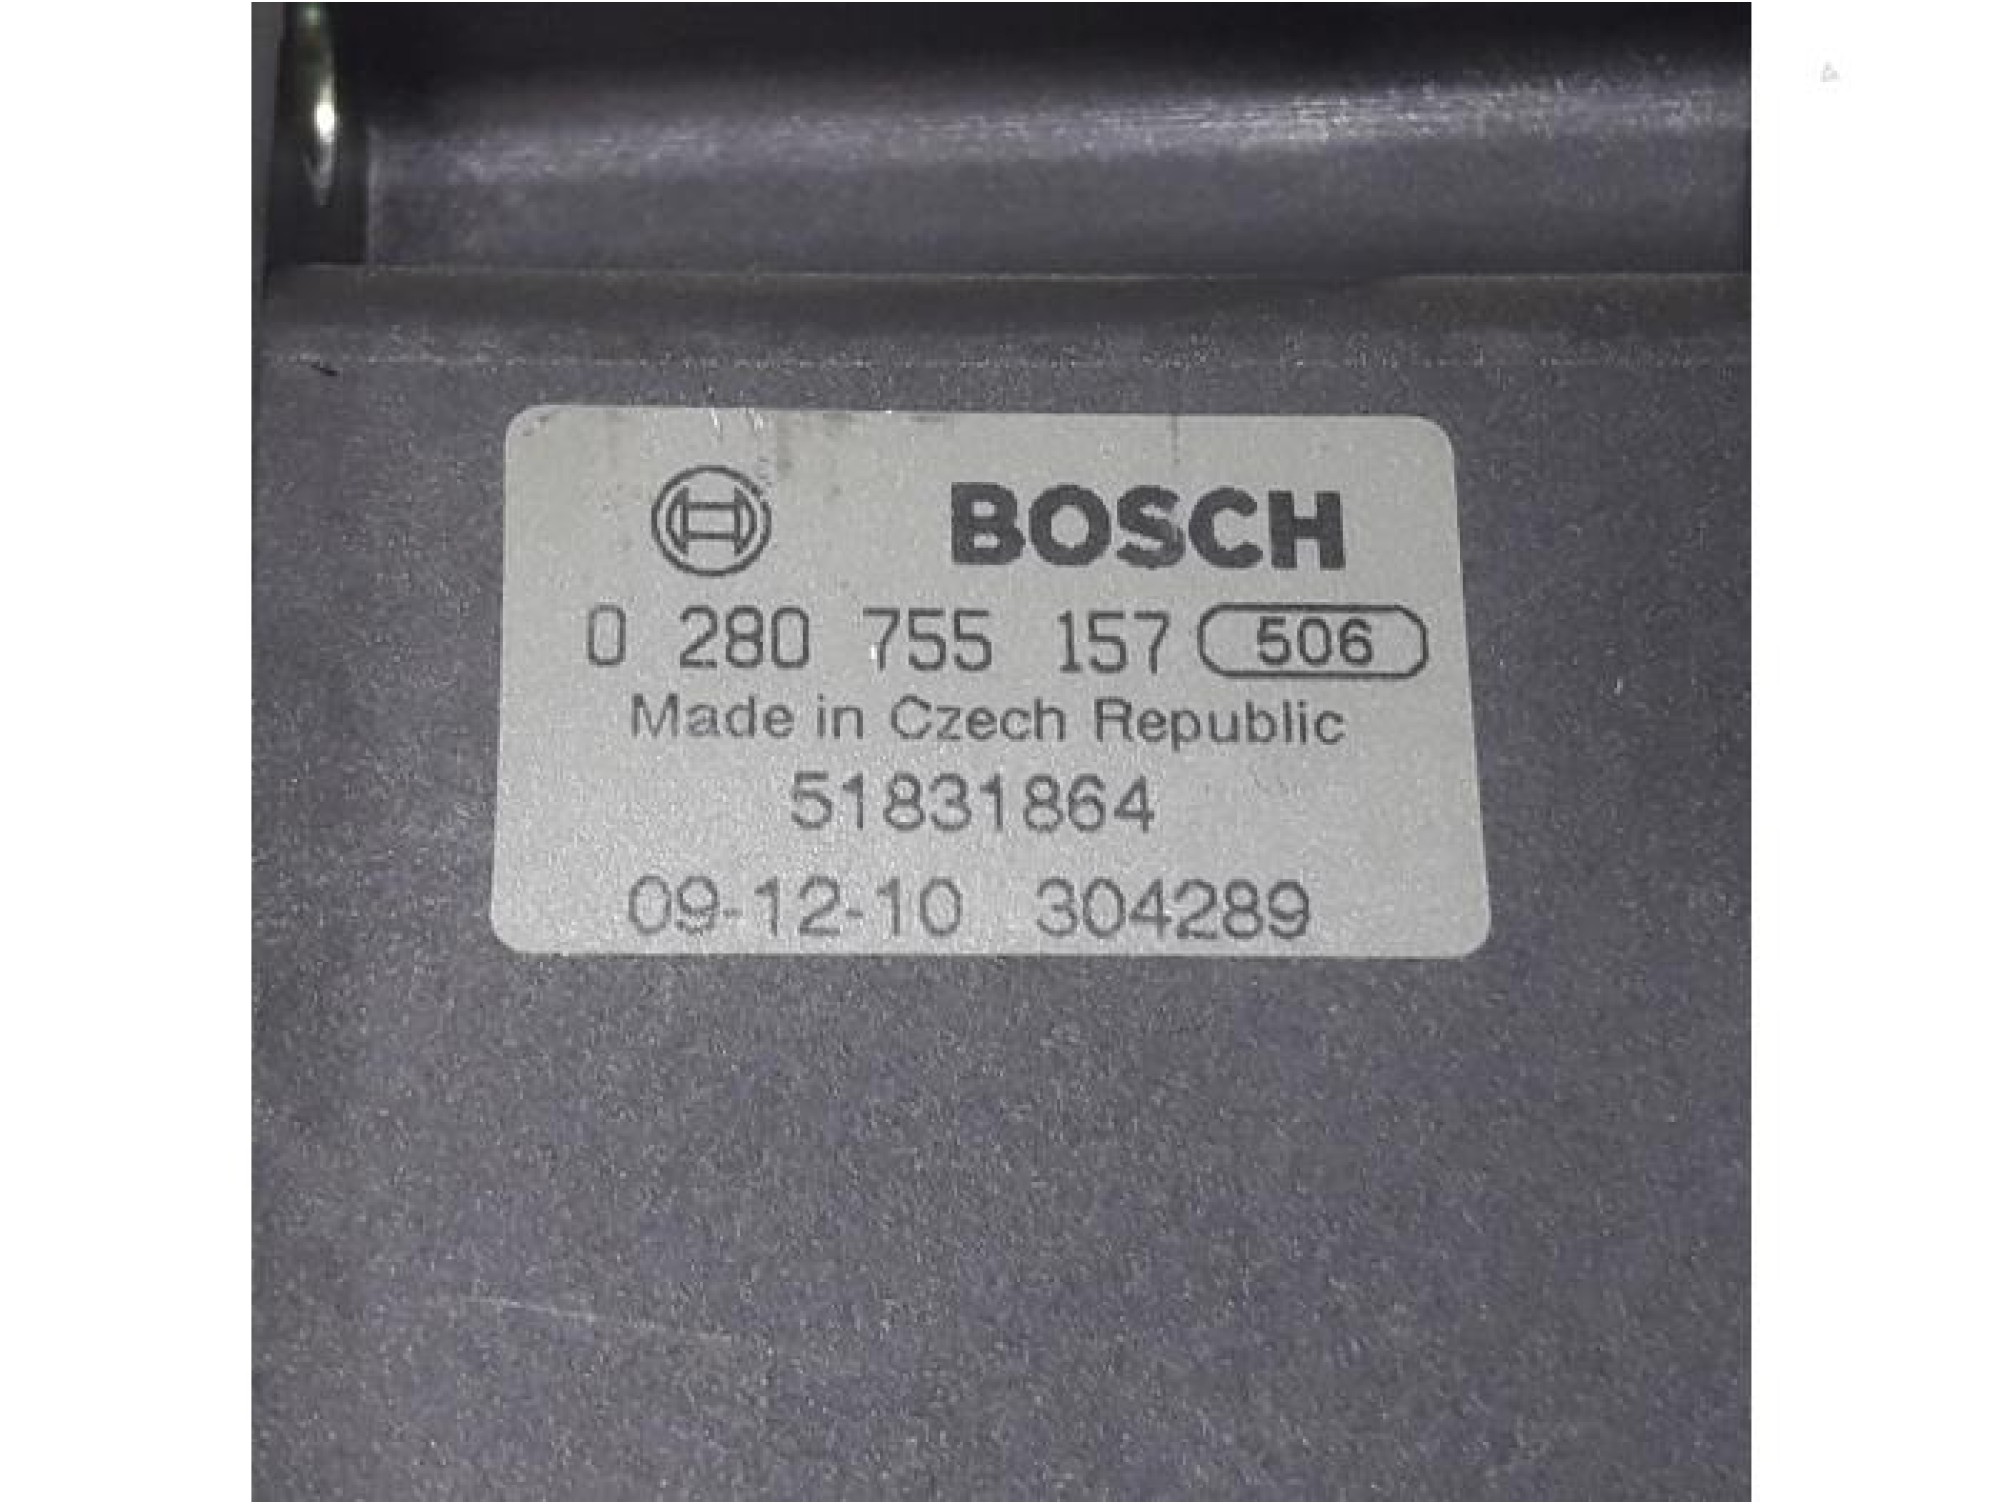 BOSCH
0 280 755 157 506
Made in Czech Republic
51831864
09-12-10 304289